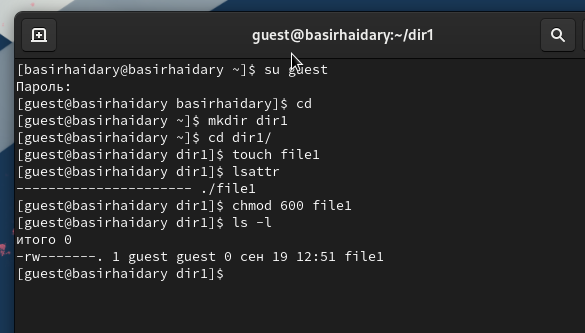 guest@basirhaidary:~/dir1
[basirhaidary@basirhaidary ~]$ su guest
Пароль:
[guest@basirhaidary basirhaidary]$ cd
[guest@basirhaidary ~]$ mkdir dir1
[guest@basirhaidary ~]$ cd dir1/
[guest@basirhaidary dir1]$ touch file1
[guest@basirhaidary dir1]$ lsattr
---------------------- ./file1
[guest@basirhaidary dir1]$ chmod 600 file1
[guest@basirhaidary dir1]$ ls -l
итого 0
-rw-------. 1 guest guest 0 сен 19 12:51 file1
[guest@basirhaidary dir1]$